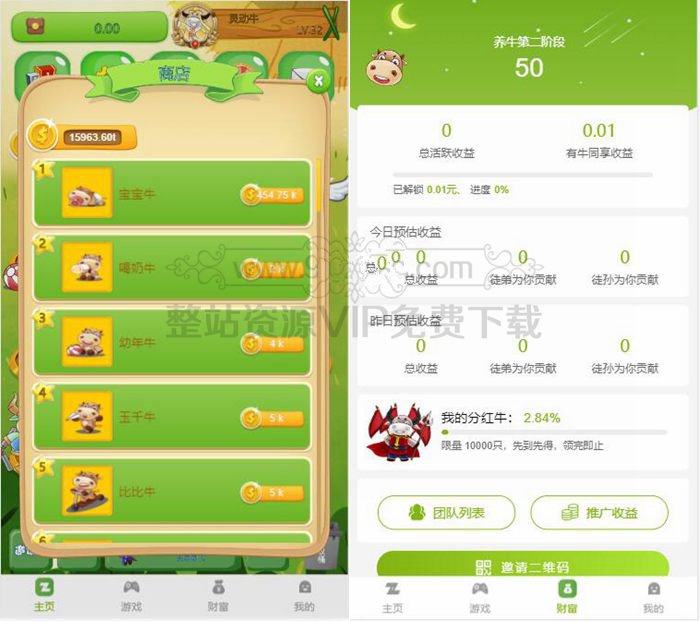 0.00
灵动牛
LV.32
商店
15963.60t
1
宝宝牛
454.75 k
2
喝奶牛
3
幼年牛
4 k
4
玉千牛
5 k
5
比比牛
5 k
6
主页
游戏
财富
我的
养牛第二阶段
50
0
总活跃收益
0.01
有牛同享收益
已解锁 0.01元、 进度 0%
今日预估收益
总
0
0
0
0
总收益
徒弟为你贡献
徒孙为你贡献
昨日预估收益
0
0
0
总收益
徒弟为你贡献
徒孙为你贡献
我的分红牛： 2.84%
限量 10000只，先到先得，领完即止
团队列表
推广收益
邀请二维码
主页
游戏
财富
我的
整站资源VIP免费下载